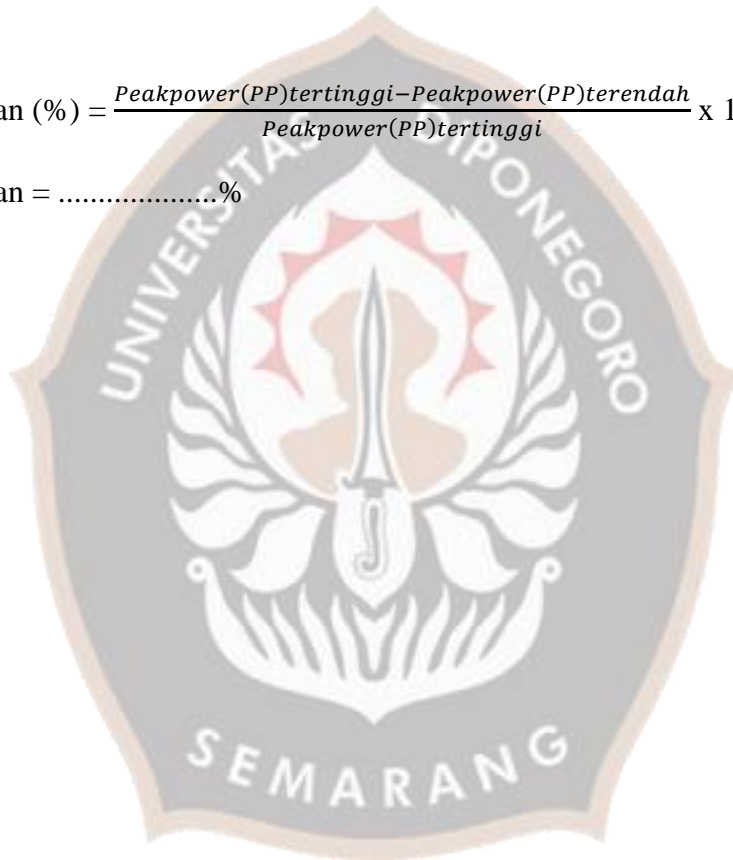 an (%) = Peakpower(PP)tertinggi−Peakpower(PP)terendah / Peakpower(PP)tertinggi x 1
an = ....................%
UNIVERSITAS DIPONEGORO
SEMARANG